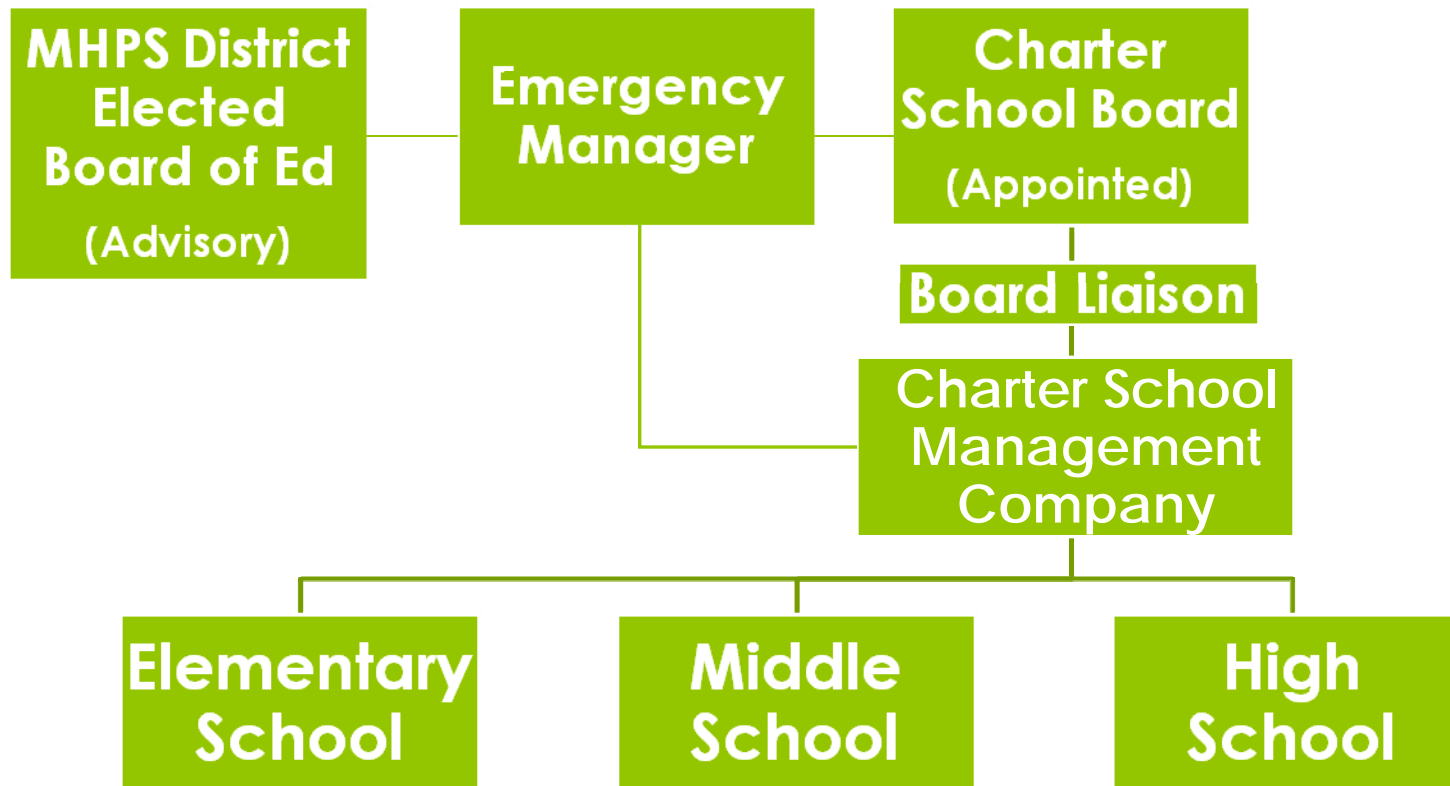 MHPS District
Elected
Board of Ed
(Advisory)
Emergency
Manager
Charter
School Board
(Appointed)
Board Liaison
Charter School
Management
Company
Elementary
School
Middle
School
High
School